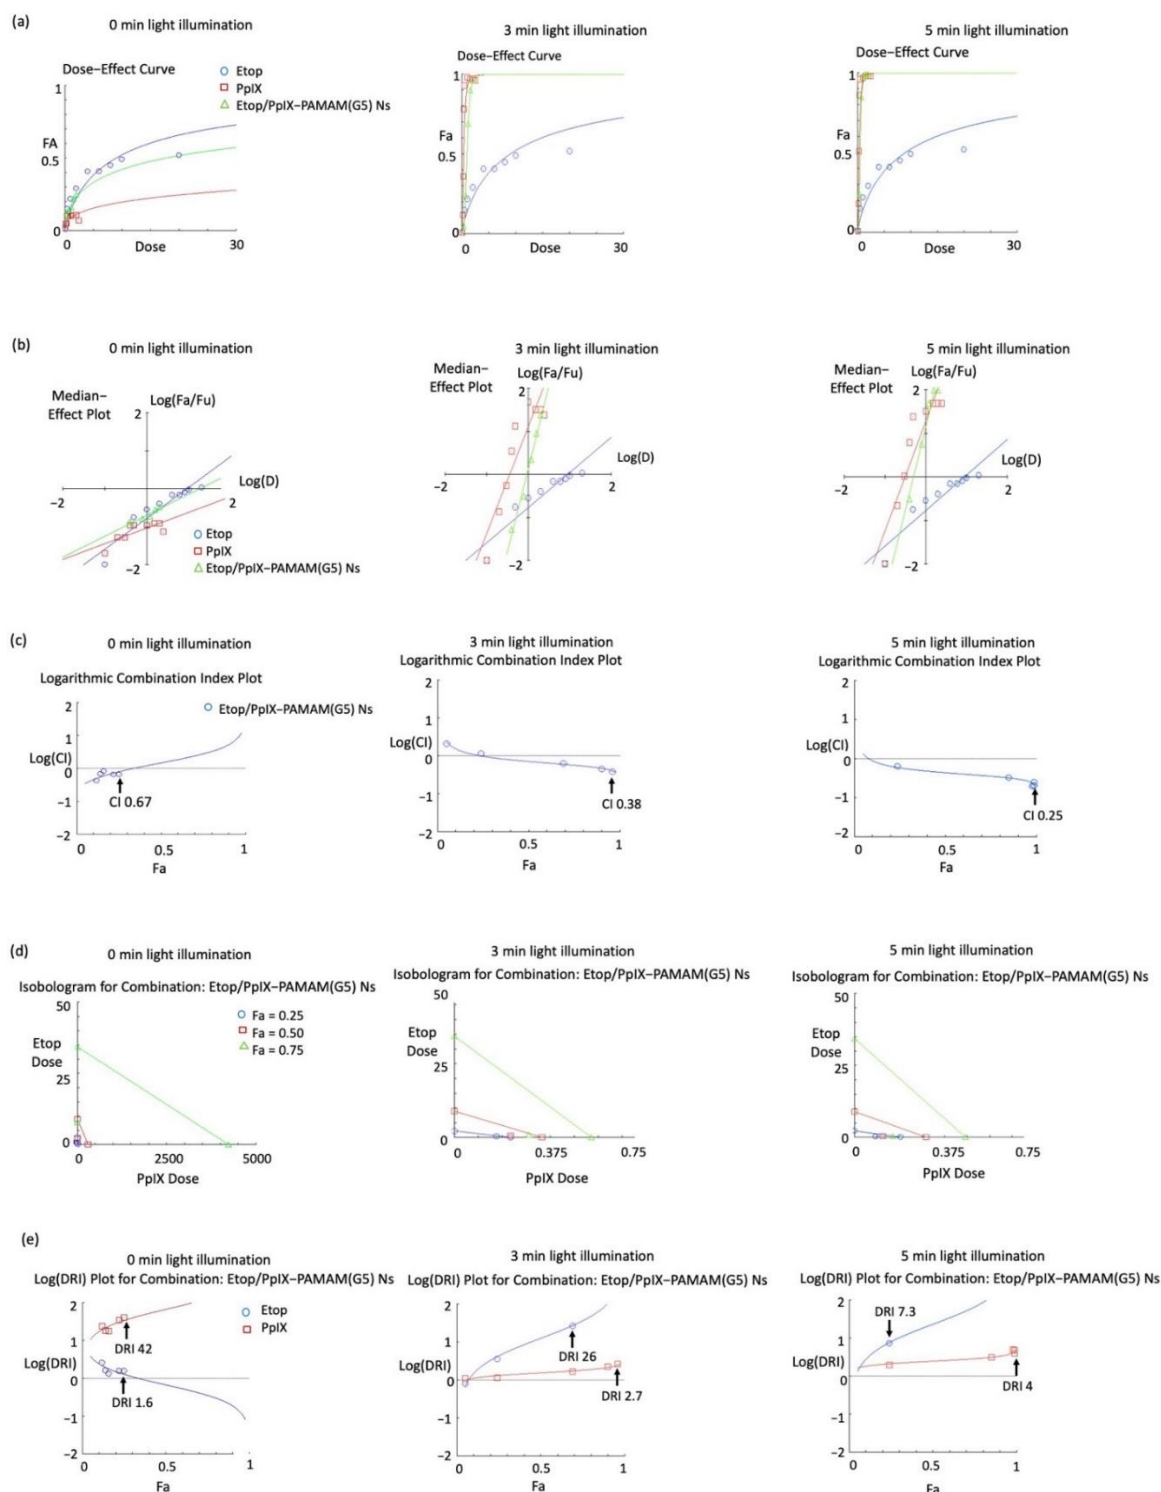 (a)
0 min light illumination
3 min light illumination
5 min light illumination
Dose–Effect Curve
Etop
PpIX
Etop/PpIX–PAMAM(G5) Ns
1
FA
0.5
0
0
Dose
30
Dose–Effect Curve
1
Fa
0.5
0
0
Dose
30
Dose–Effect Curve
1
Fa
0.5
0
0
Dose
30
(b)
0 min light illumination
3 min light illumination
5 min light illumination
Median–
Effect Plot
Log(Fa/Fu)
2
Log(D)
−2
2
−2
Etop
PpIX
Etop/PpIX–PAMAM(G5) Ns
Median–
Effect Plot
Log(Fa/Fu)
2
Log(D)
−2
2
−2
Median–
Effect Plot
Log(Fa/Fu)
2
Log(D)
−2
2
−2
(c)
0 min light illumination
Logarithmic Combination Index Plot
Etop/PpIX–PAMAM(G5) Ns
2
1
Log(CI)
0
−1
−2
CI 0.67
0
0.5
1
Fa
3 min light illumination
Logarithmic Combination Index Plot
2
1
Log(CI)
0
−1
−2
CI 0.38
0
0.5
1
Fa
5 min light illumination
Logarithmic Combination Index Plot
2
1
Log(CI)
0
−1
−2
CI 0.25
0
0.5
1
Fa
(d)
0 min light illumination
Isobologram for Combination: Etop/PpIX–PAMAM(G5) Ns
50
Fa = 0.25
Fa = 0.50
Fa = 0.75
Etop
Dose
25
0
0
2500
5000
PpIX Dose
3 min light illumination
Isobologram for Combination: Etop/PpIX–PAMAM(G5) Ns
50
Etop
Dose
25
0
0
0.375
0.75
PpIX Dose
5 min light illumination
Isobologram for Combination: Etop/PpIX–PAMAM(G5) Ns
50
Etop
Dose
25
0
0
0.375
0.75
PpIX Dose
(e)
0 min light illumination
Log(DRI) Plot for Combination: Etop/PpIX–PAMAM(G5) Ns
2
Etop
PpIX
1
DRI 42
Log(DRI)
0
DRI 1.6
−1
−2
0
0.5
1
Fa
3 min light illumination
Log(DRI) Plot for Combination: Etop/PpIX–PAMAM(G5) Ns
2
1
DRI 26
Log(DRI)
0
DRI 2.7
−1
−2
0
0.5
1
Fa
5 min light illumination
Log(DRI) Plot for Combination: Etop/PpIX–PAMAM(G5) Ns
2
DRI 7.3
1
Log(DRI)
0
DRI 4
−1
−2
0
0.5
1
Fa